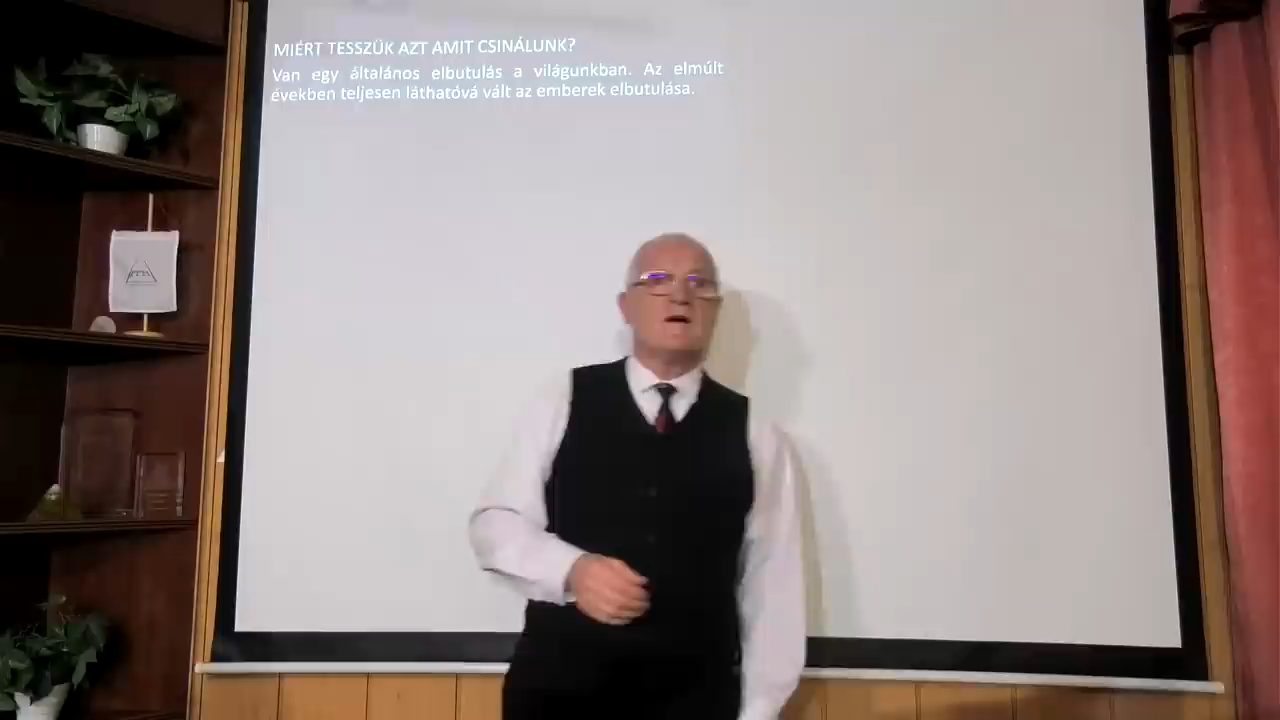 MIÉRT TESSZÜK AZT AMIT CSINÁLUNK?
Van egy általános elbutulás a világunkban. Az elmúlt
években teljesen láthatóvá vált az emberek elbutulása.